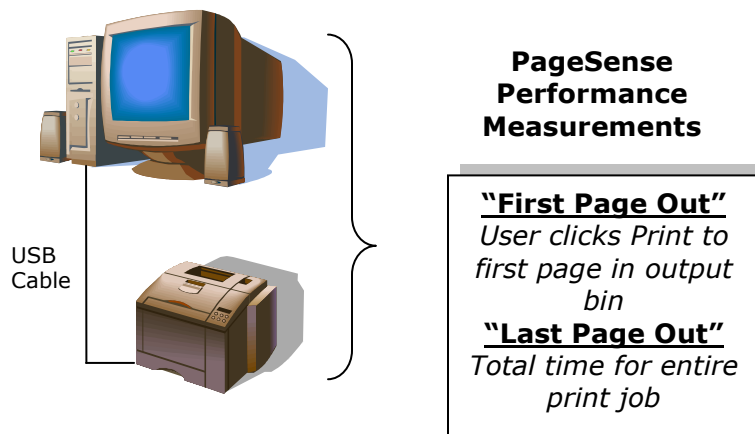 PageSense
Performance
Measurements
USB
Cable
“First Page Out”
User clicks Print to
first page in output
bin
“Last Page Out”
Total time for entire
print job